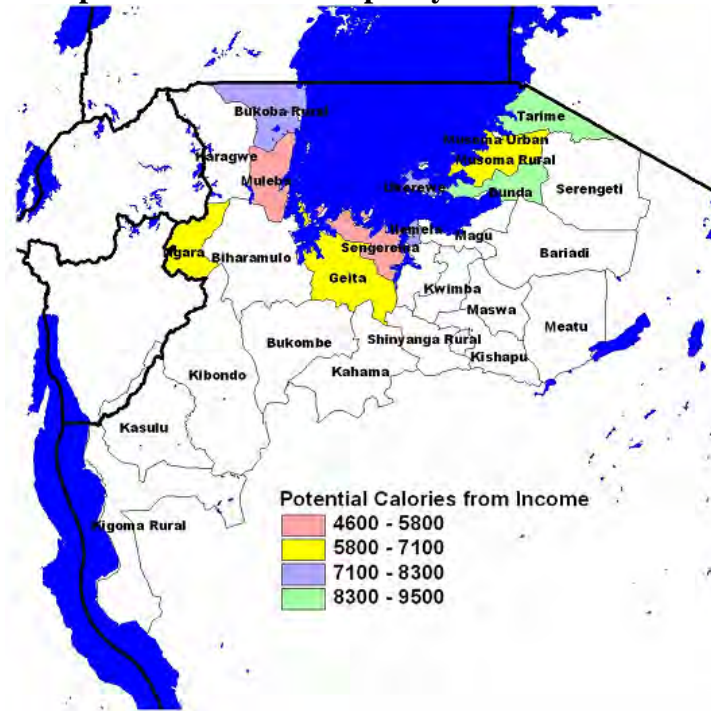 Bukoba Rural
Tarime
Musoma Urban
Karagwe
Musoma Rural
Muleba
Ukerewe
Bunda
Serengeti
Ilemela
Magu
Sengerema
Ngara
Biharamulo
Bariadi
Geita
Kwimba
Maswa
Meatu
Bukombe
Shinyanga Rural
Kishapu
Kibondo
Kahama
Kasulu
Potential Calories from Income
4600 - 5800
Kigoma Rural
5800 - 7100
7100 - 8300
8300 - 9500